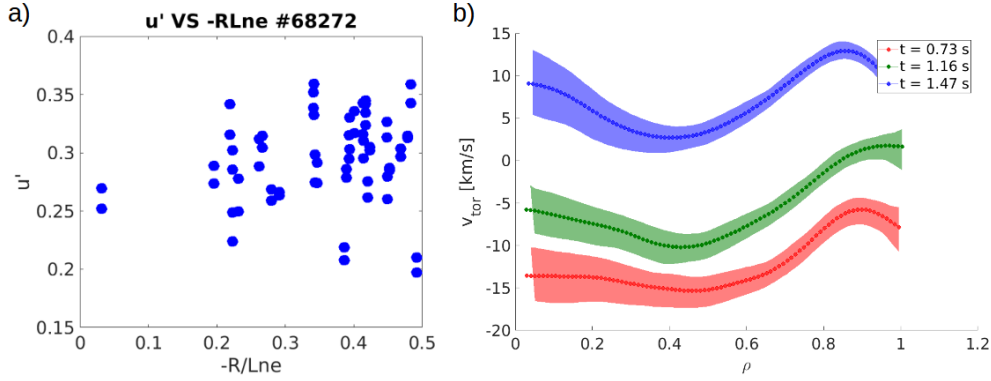 a)
u' VS -RLne #68272
u'
0.4
0.35
0.3
0.25
0.2
0.15
0
0.1
0.2
0.3
0.4
0.5
-R/Lne
b)
v_tor [km/s]
15
10
5
0
-5
-10
-15
-20
0
0.2
0.4
0.6
0.8
1
1.2
ρ
t = 0.73 s
t = 1.16 s
t = 1.47 s